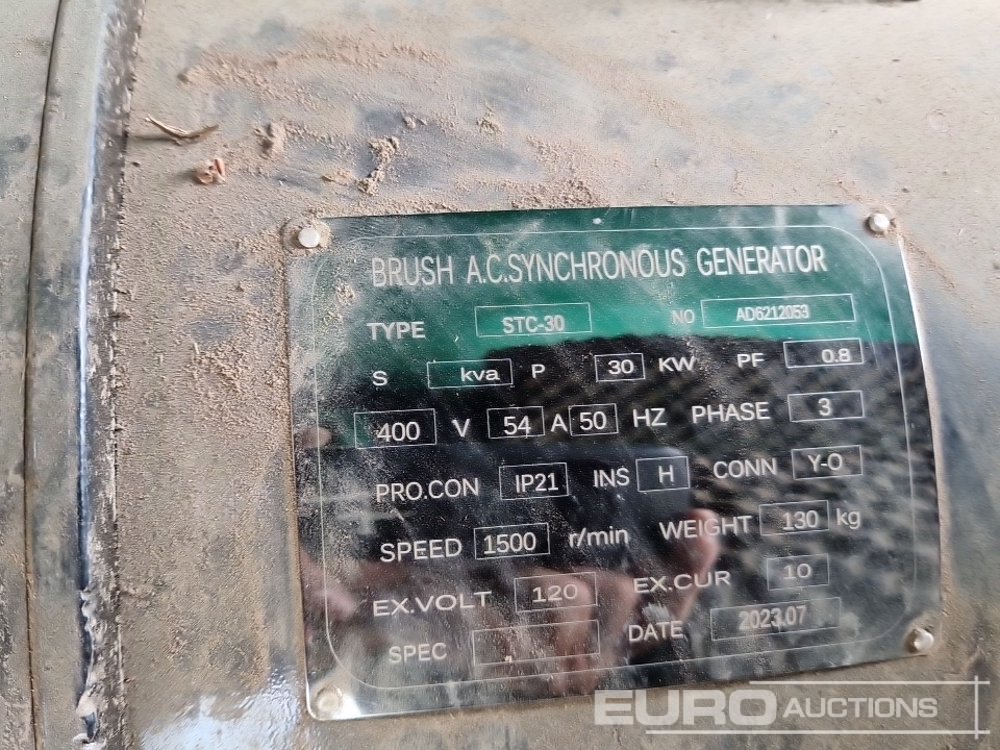 BRUSH A.C.SYNCHRONOUS GENERATOR
TYPE STC-30 NO AD6212053
S kva P 30 KW PF 0.8
400 V 54 A 50 HZ PHASE 3
PRO.CON IP21 INS H CONN Y-O
SPEED 1500 r/min WEIGHT 130 kg
EX.VOLT 120 EX.CUR 10
SPEC DATE 2023.07
EURO AUCTIONS